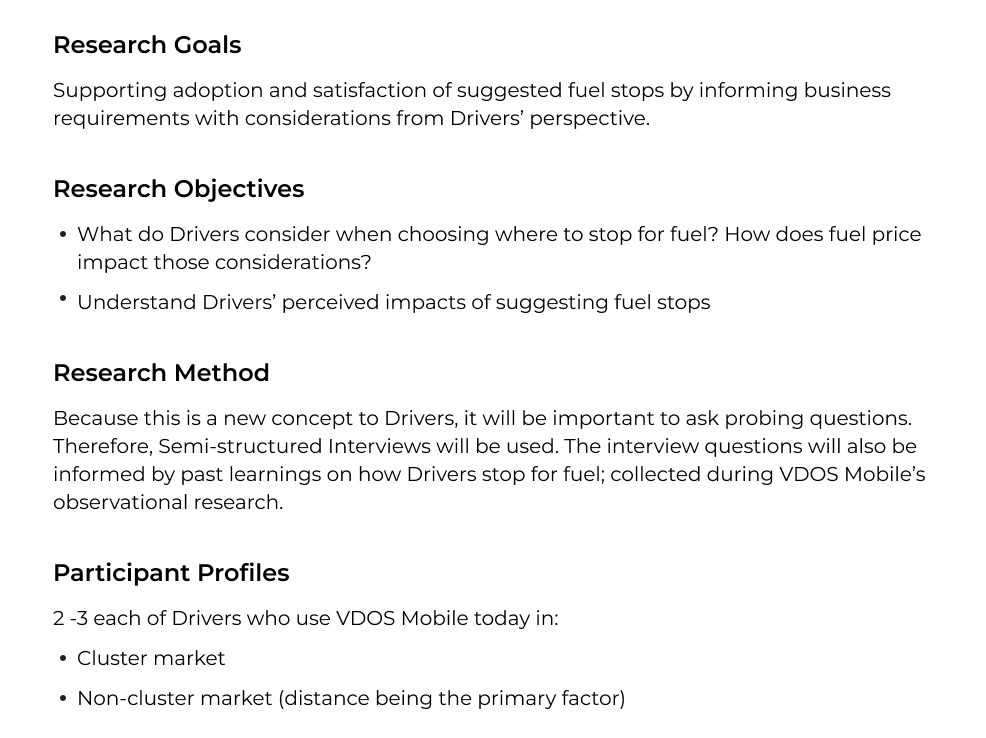 Research Goals
Supporting adoption and satisfaction of suggested fuel stops by informing business
requirements with considerations from Drivers’ perspective.
Research Objectives
• What do Drivers consider when choosing where to stop for fuel? How does fuel price
impact those considerations?
• Understand Drivers’ perceived impacts of suggesting fuel stops
Research Method
Because this is a new concept to Drivers, it will be important to ask probing questions.
Therefore, Semi-structured Interviews will be used. The interview questions will also be
informed by past learnings on how Drivers stop for fuel; collected during VDOS Mobile’s
observational research.
Participant Profiles
2 -3 each of Drivers who use VDOS Mobile today in:
• Cluster market
• Non-cluster market (distance being the primary factor)